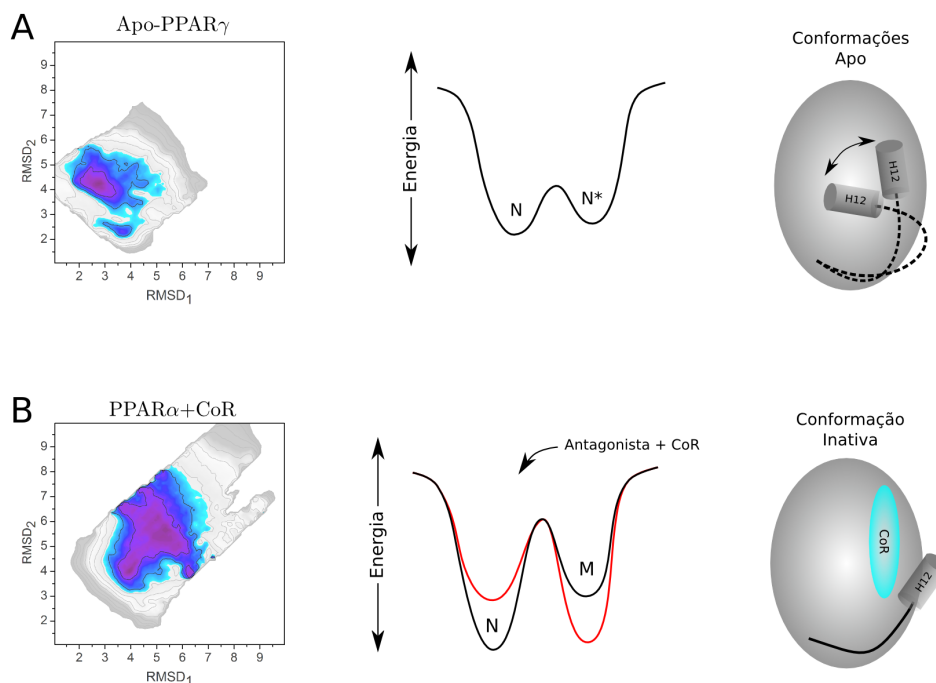 A
Apo-PPARγ
RMSD2
9
8
7
6
5
4
3
2
2 3 4 5 6 7 8 9
RMSD1
Energia
N
N*
Conformações
Apo
H12
H12
B
PPARα+CoR
RMSD2
9
8
7
6
5
4
3
2
2 3 4 5 6 7 8 9
RMSD1
Energia
Antagonista + CoR
N
M
Conformação
Inativa
CoR
H12